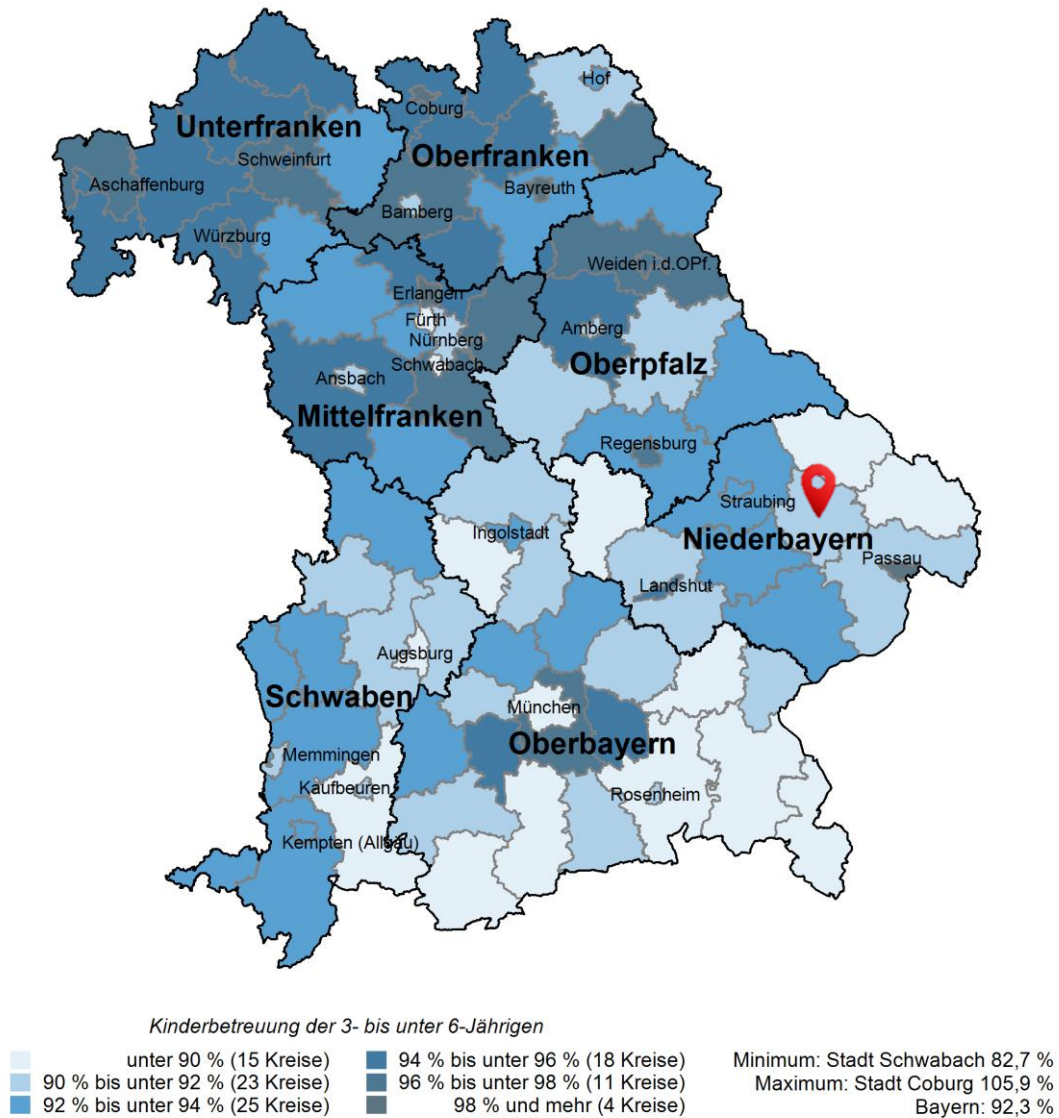 Hof
Coburg
Unterfranken
Schweinfurt
Oberfranken
Aschaffenburg
Bayreuth
Bamberg
Würzburg
Weiden i.d.OPf.
Erlangen
Fürth
Amberg
Nürnberg
Schwabach
Oberpfalz
Ansbach
Mittelfranken
Regensburg
Straubing
Ingolstadt
Niederbayern
Passau
Landshut
Augsburg
Schwaben
München
Oberbayern
Memmingen
Kaufbeuren
Rosenheim
Kempten (Allgäu)
Kinderbetreuung der 3- bis unter 6-Jährigen
unter 90 % (15 Kreise)
90 % bis unter 92 % (23 Kreise)
92 % bis unter 94 % (25 Kreise)
94 % bis unter 96 % (18 Kreise)
96 % bis unter 98 % (11 Kreise)
98 % und mehr (4 Kreise)
Minimum: Stadt Schwabach 82,7 %
Maximum: Stadt Coburg 105,9 %
Bayern: 92,3 %